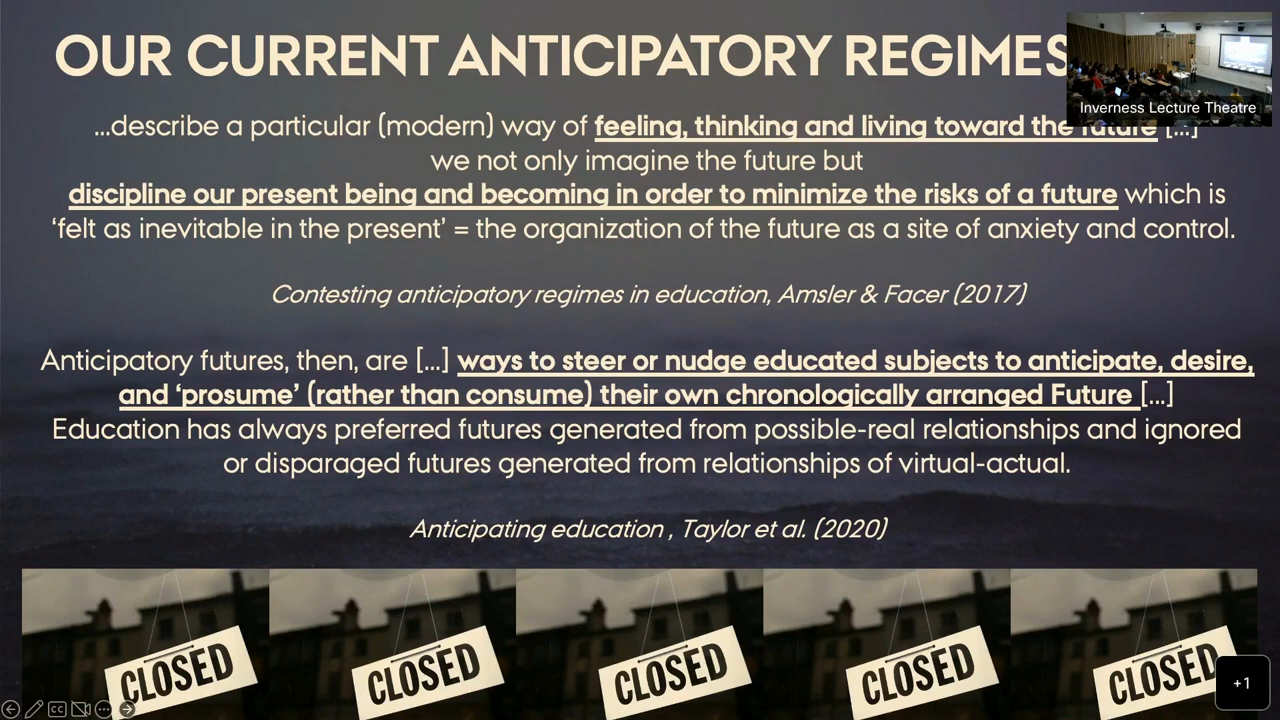 OUR CURRENT ANTICIPATORY REGIMES
Inverness Lecture Theatre
...describe a particular (modern) way of feeling, thinking and living toward the future [...]
we not only imagine the future but
discipline our present being and becoming in order to minimize the risks of a future which is
‘felt as inevitable in the present’ = the organization of the future as a site of anxiety and control.
Contesting anticipatory regimes in education, Amsler & Facer (2017)
Anticipatory futures, then, are [...] ways to steer or nudge educated subjects to anticipate, desire,
and ‘prosume’ (rather than consume) their own chronologically arranged Future [...]
Education has always preferred futures generated from possible-real relationships and ignored
or disparaged futures generated from relationships of virtual-actual.
Anticipating education , Taylor et al. (2020)
CLOSED CLOSED CLOSED CLOSED CLOSED
+1
CC